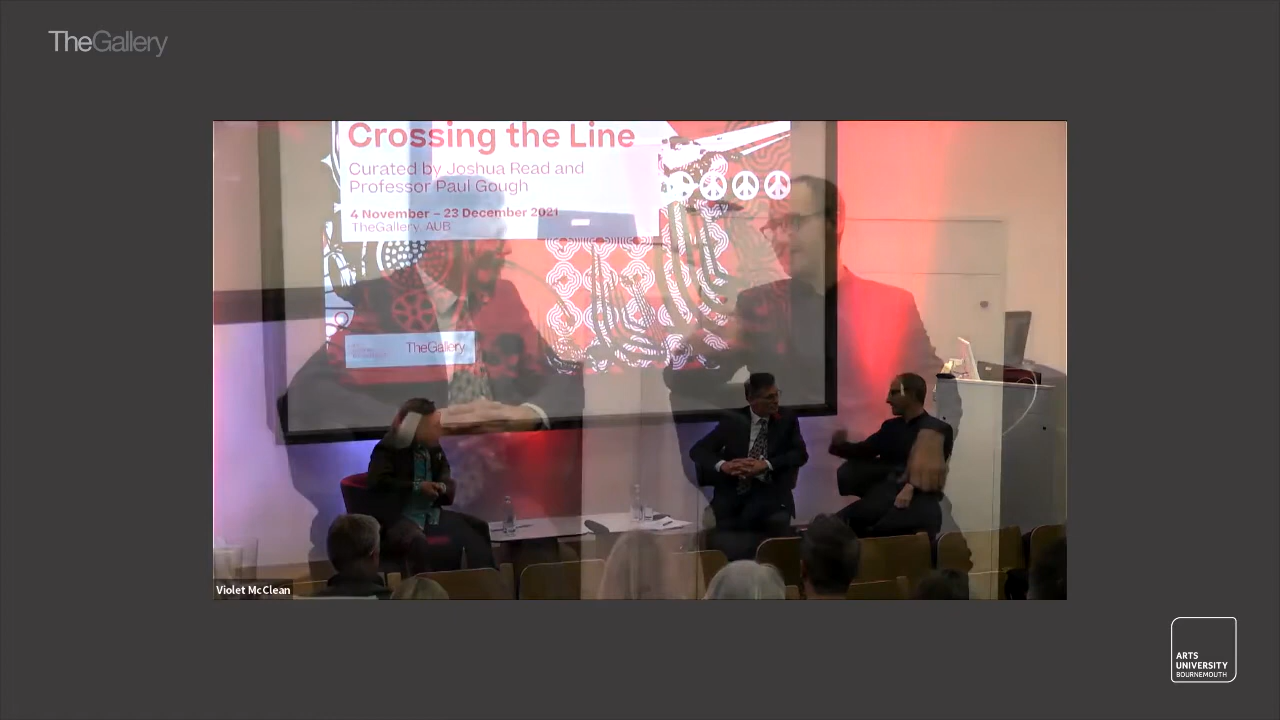 TheGallery
Crossing the Line
Curated by Joshua Read and
Professor Paul Gough
4 November – 23 December 2021
TheGallery, AUB
TheGallery
Violet McClean
ARTS
UNIVERSITY
BOURNEMOUTH